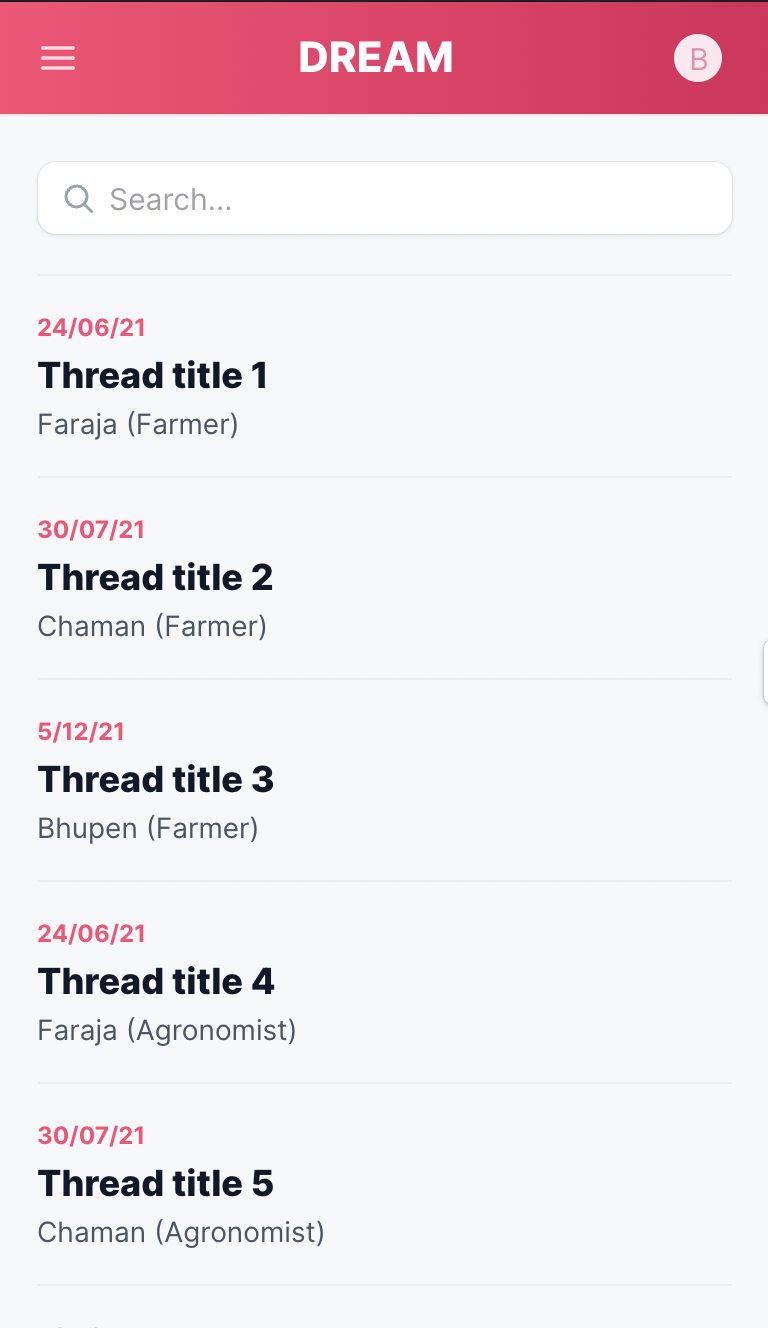 DREAM
B
Search...
24/06/21
Thread title 1
Faraja (Farmer)
30/07/21
Thread title 2
Chaman (Farmer)
5/12/21
Thread title 3
Bhupen (Farmer)
24/06/21
Thread title 4
Faraja (Agronomist)
30/07/21
Thread title 5
Chaman (Agronomist)